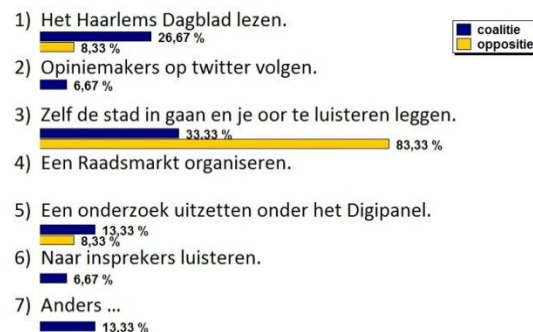 1) Het Haarlems Dagblad lezen.
26,67 %
8,33 %
coalitie
oppositie
2) Opiniemakers op twitter volgen.
6,67 %
3) Zelf de stad in gaan en je oor te luisteren leggen.
33,33 %
83,33 %
4) Een Raadsmarkt organiseren.
5) Een onderzoek uitzetten onder het Digipanel.
13,33 %
8,33 %
6) Naar insprekers luisteren.
6,67 %
7) Anders ...
13,33 %